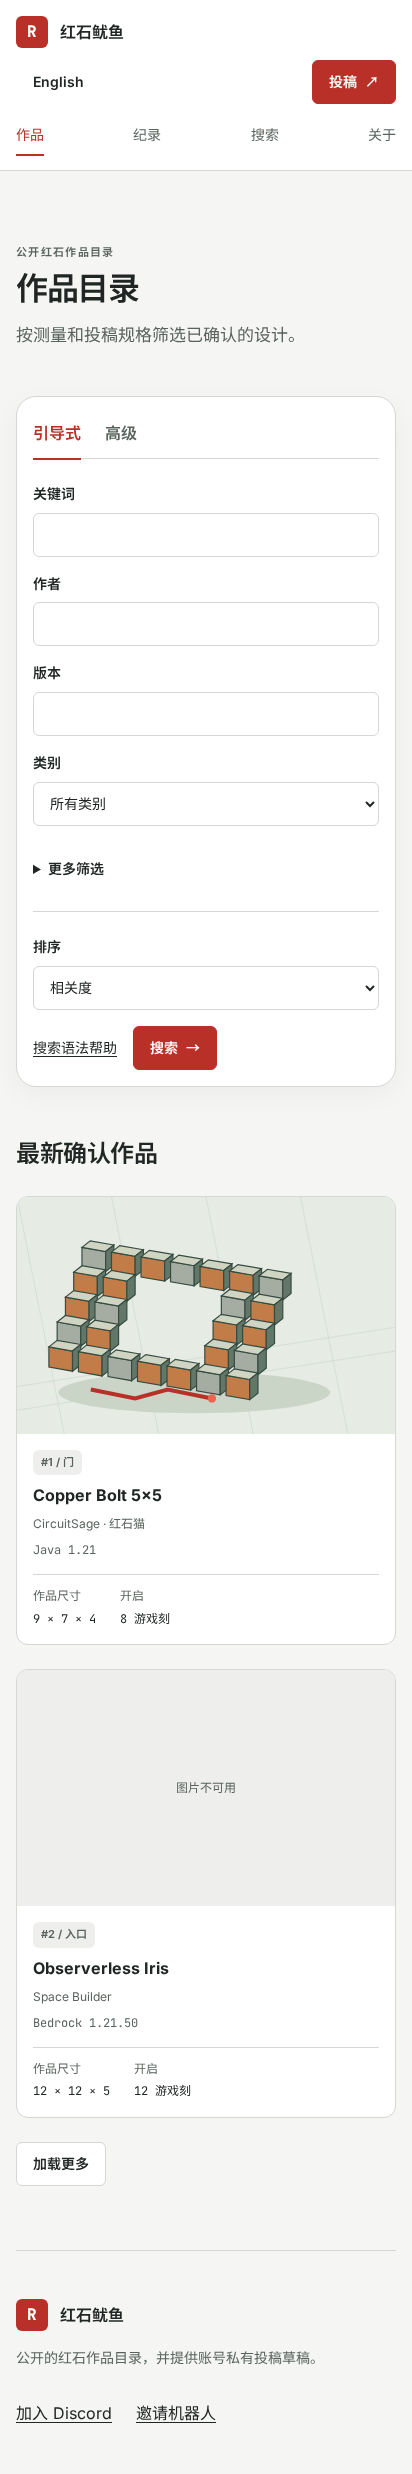 R 红石鱿鱼
English 投稿 ↗
作品 纪录 搜索 关于
公开红石作品目录
作品目录
按测量和投稿规格筛选已确认的设计。
引导式 高级
关键词
作者
版本
类别
所有类别
▶ 更多筛选
排序
相关度
搜索语法帮助 搜索 →
最新确认作品
#1 / 门
Copper Bolt 5×5
CircuitSage · 红石猫
Java 1.21
作品尺寸 开启
9 × 7 × 4 8 游戏刻
图片不可用
#2 / 入口
Observerless Iris
Space Builder
Bedrock 1.21.50
作品尺寸 开启
12 × 12 × 5 12 游戏刻
加载更多
R 红石鱿鱼
公开的红石作品目录，并提供账号私有投稿草稿。
加入 Discord 邀请机器人